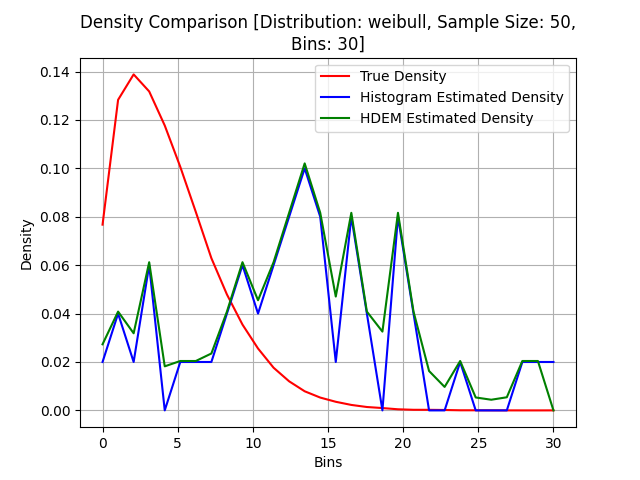 Density Comparison [Distribution: weibull, Sample Size: 50,
Bins: 30]
True Density
Histogram Estimated Density
HDEM Estimated Density
Density
0.14
0.12
0.10
0.08
0.06
0.04
0.02
0.00
0 5 10 15 20 25 30
Bins